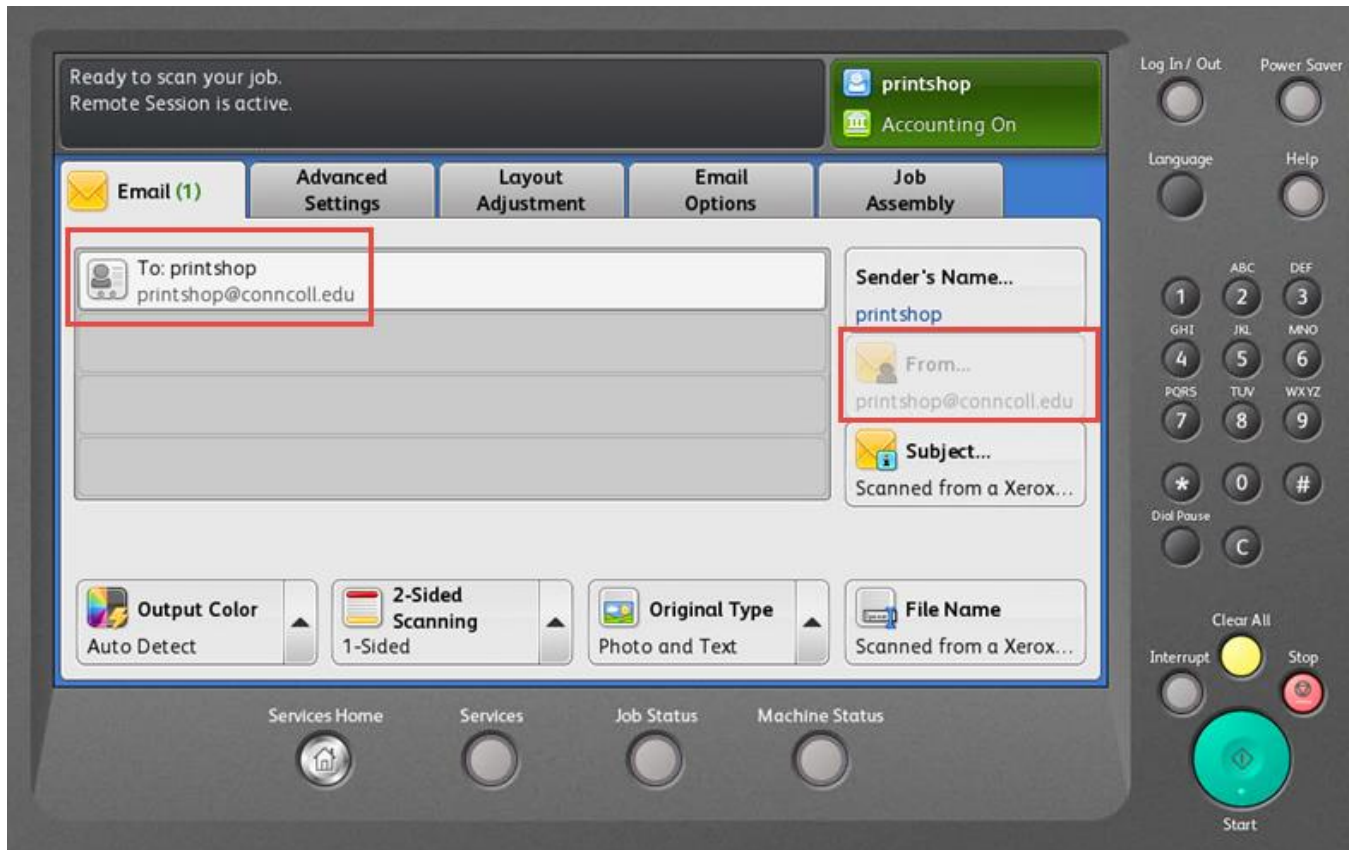 Ready to scan your job.
Remote Session is active.
printshop
Accounting On
Email (1)
Advanced
Settings
Layout
Adjustment
Email
Options
Job
Assembly
To: printshop
printshop@conncoll.edu
Sender's Name...
printshop
From...
printshop@conncoll.edu
Subject...
Scanned from a Xerox...
Output Color
Auto Detect
2-Sided
Scanning
1-Sided
Original Type
Photo and Text
File Name
Scanned from a Xerox...
Services Home
Services
Job Status
Machine Status
Log In / Out
Power Saver
Language
Help
ABC
DEF
1
2
3
GHI
JKL
MNO
4
5
6
PQRS
TUV
WXYZ
7
8
9
*
0
#
Dial Pause
C
Clear All
Interrupt
Stop
Start